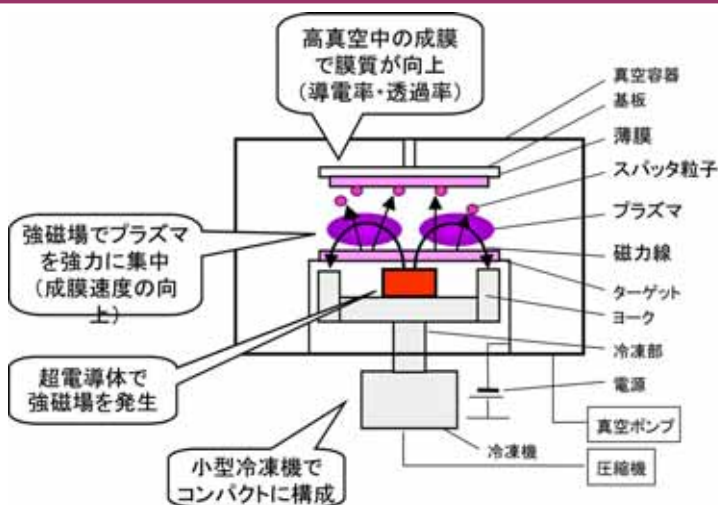 高真空中の成膜
で膜質が向上
（導電率・透過率）
真空容器
基板
薄膜
スパッタ粒子
プラズマ
磁力線
ターゲット
ヨーク
冷凍部
電源
真空ポンプ
冷凍機
圧縮機
強磁場でプラズマ
を強力に集中
（成膜速度の向
上）
超電導体で
強磁場を発生
小型冷凍機で
コンパクトに構成